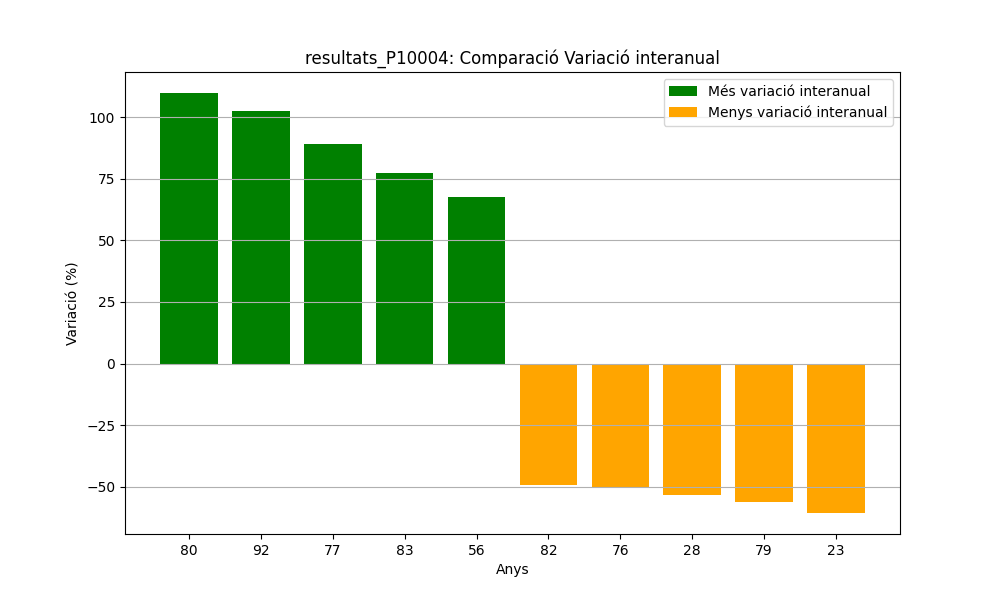 resultats_P10004: Comparació Variació interanual
Més variació interanual
Menys variació interanual
Variació (%)
100
75
50
25
0
−25
−50
80 92 77 83 56 82 76 28 79 23
Anys